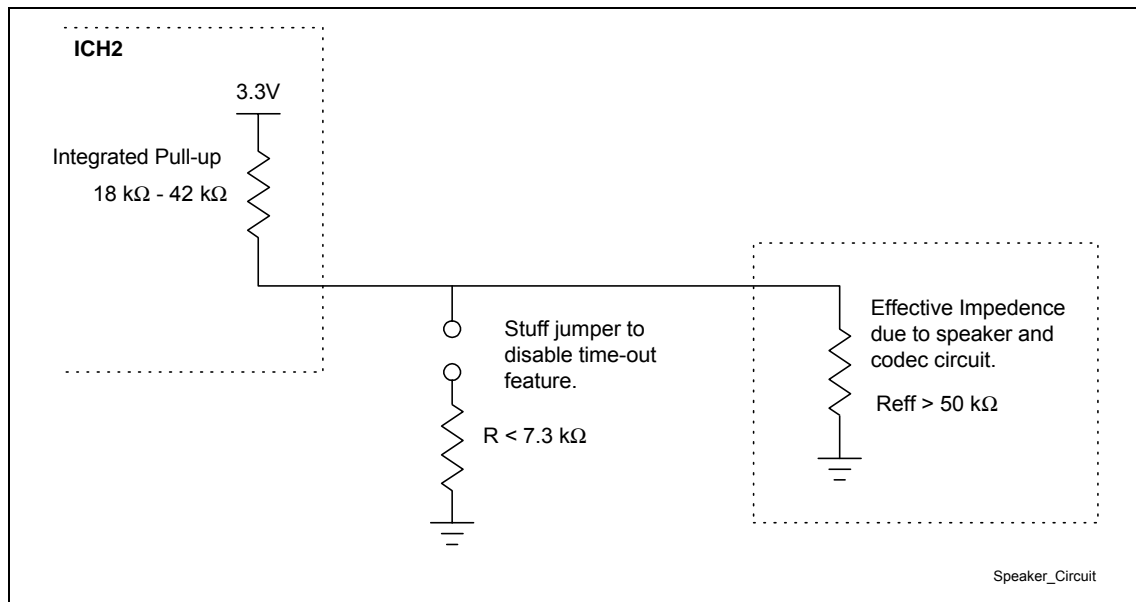 ICH2
3.3V
Integrated Pull-up
18 kΩ - 42 kΩ
Stuff jumper to
disable time-out
feature.
R < 7.3 kΩ
Effective Impedence
due to speaker and
codec circuit.
Reff > 50 kΩ
Speaker_Circuit